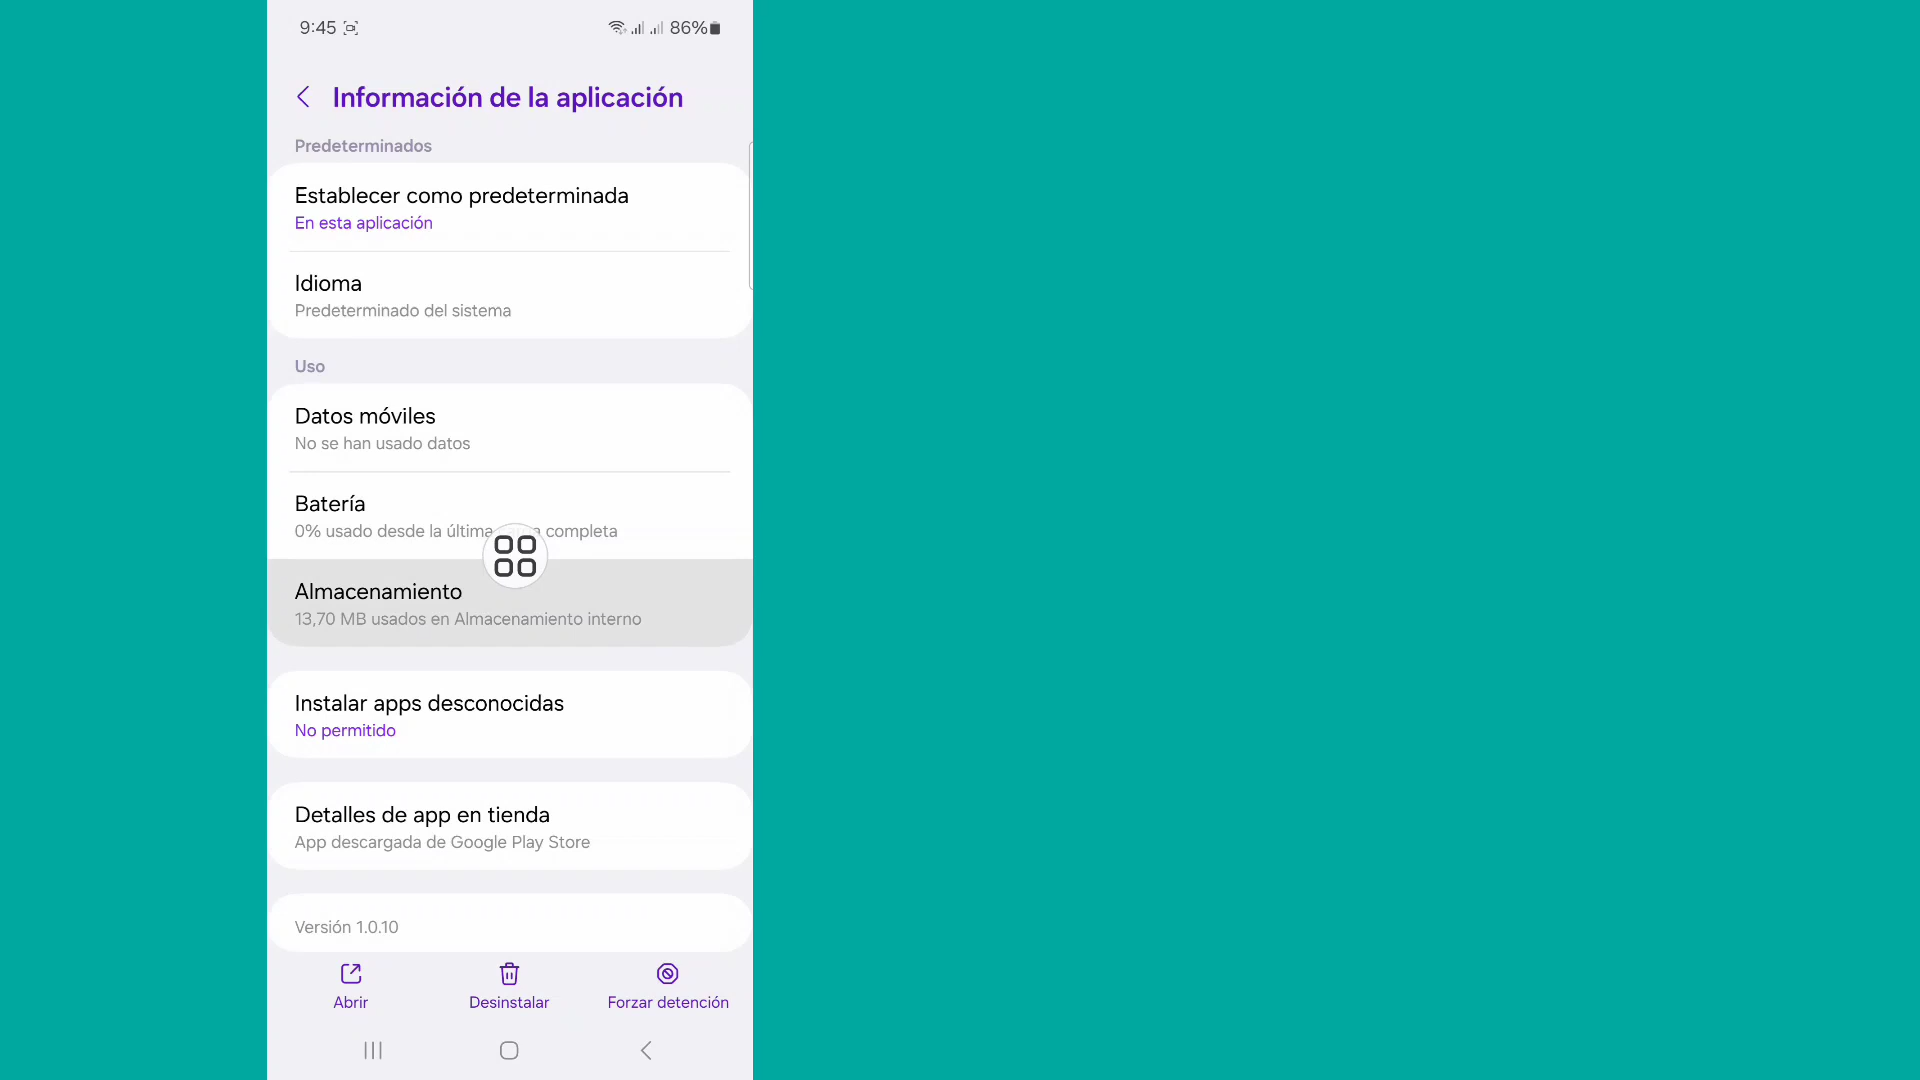 9:45
86%
Información de la aplicación
Predeterminados
Establecer como predeterminada
En esta aplicación
Idioma
Predeterminado del sistema
Uso
Datos móviles
No se han usado datos
Batería
0% usado desde la última completa
Almacenamiento
13,70 MB usados en Almacenamiento interno
Instalar apps desconocidas
No permitido
Detalles de app en tienda
App descargada de Google Play Store
Versión 1.0.10
Abrir
Desinstalar
Forzar detención